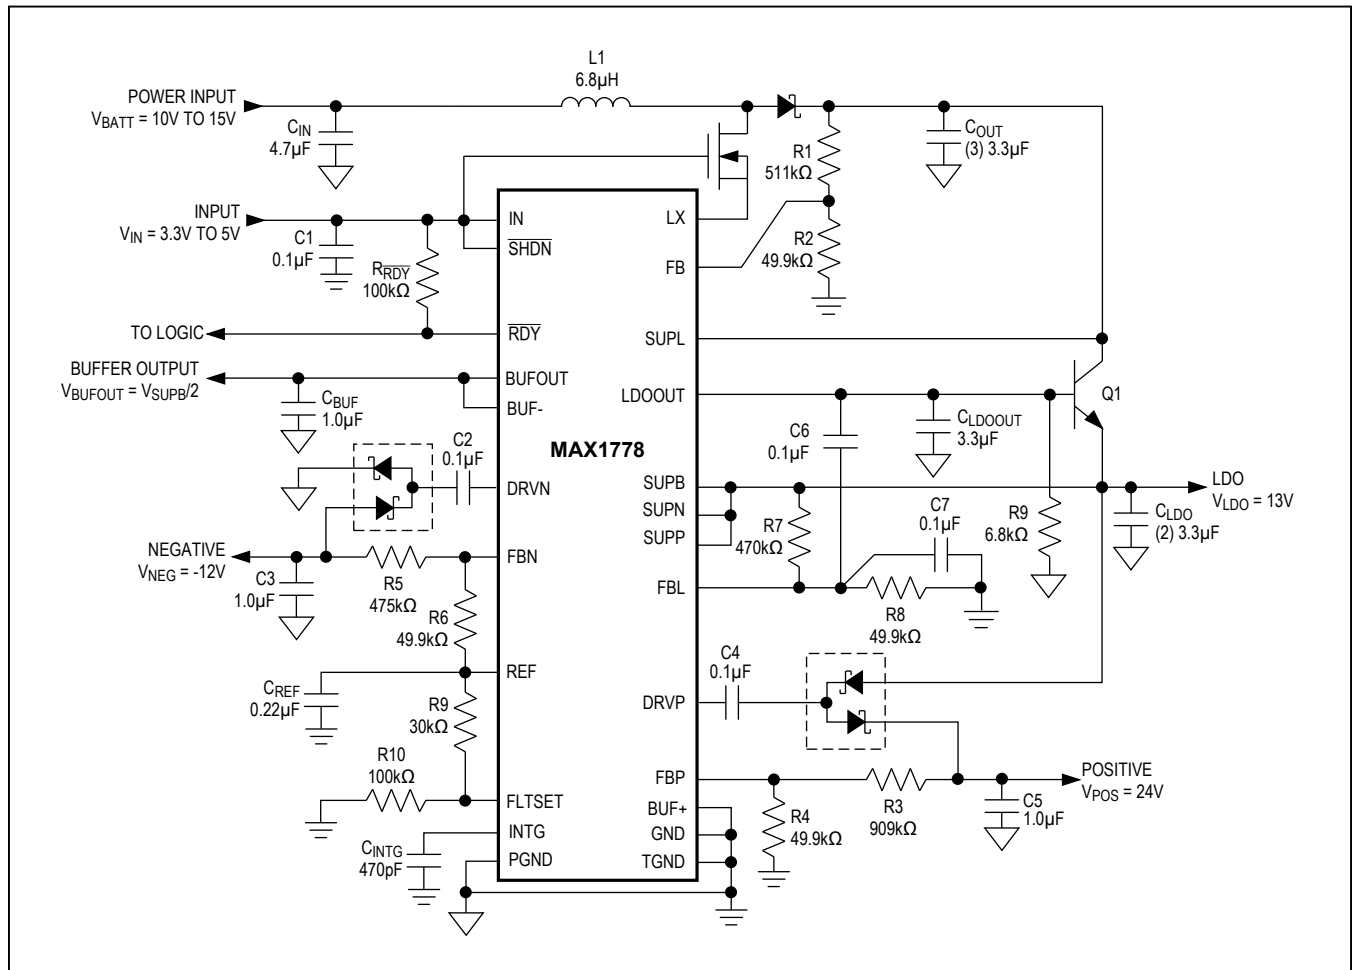 L1
6.8µH
POWER INPUT
VBATT = 10V TO 15V
CIN
4.7µF
R1
511kΩ
COUT
(3) 3.3µF
INPUT
VIN = 3.3V TO 5V
C1
0.1µF
RRDY
100kΩ
IN
SHDN
LX
FB
R2
49.9kΩ
TO LOGIC
RDY
SUPL
BUFFER OUTPUT
VBUFOUT = VSUPB/2
BUFOUT
BUF-
CBUF
1.0µF
LDOOUT
Q1
C6
0.1µF
CLDOOUT
3.3µF
MAX1778
C2
0.1µF
DRVN
SUPB
SUPN
SUPP
R7
470kΩ
C7
0.1µF
R9
6.8kΩ
LDO
VLDO = 13V
CLDO
(2) 3.3µF
NEGATIVE
VNEG = -12V
C3
1.0µF
R5
475kΩ
FBN
FBL
R8
49.9kΩ
R6
49.9kΩ
REF
CREF
0.22µF
R9
30kΩ
C4
0.1µF
DRVP
R10
100kΩ
FLTSET
FBP
R3
909kΩ
POSITIVE
VPOS = 24V
C5
1.0µF
R4
49.9kΩ
BUF+
GND
TGND
INTG
CINTG
470pF
PGND